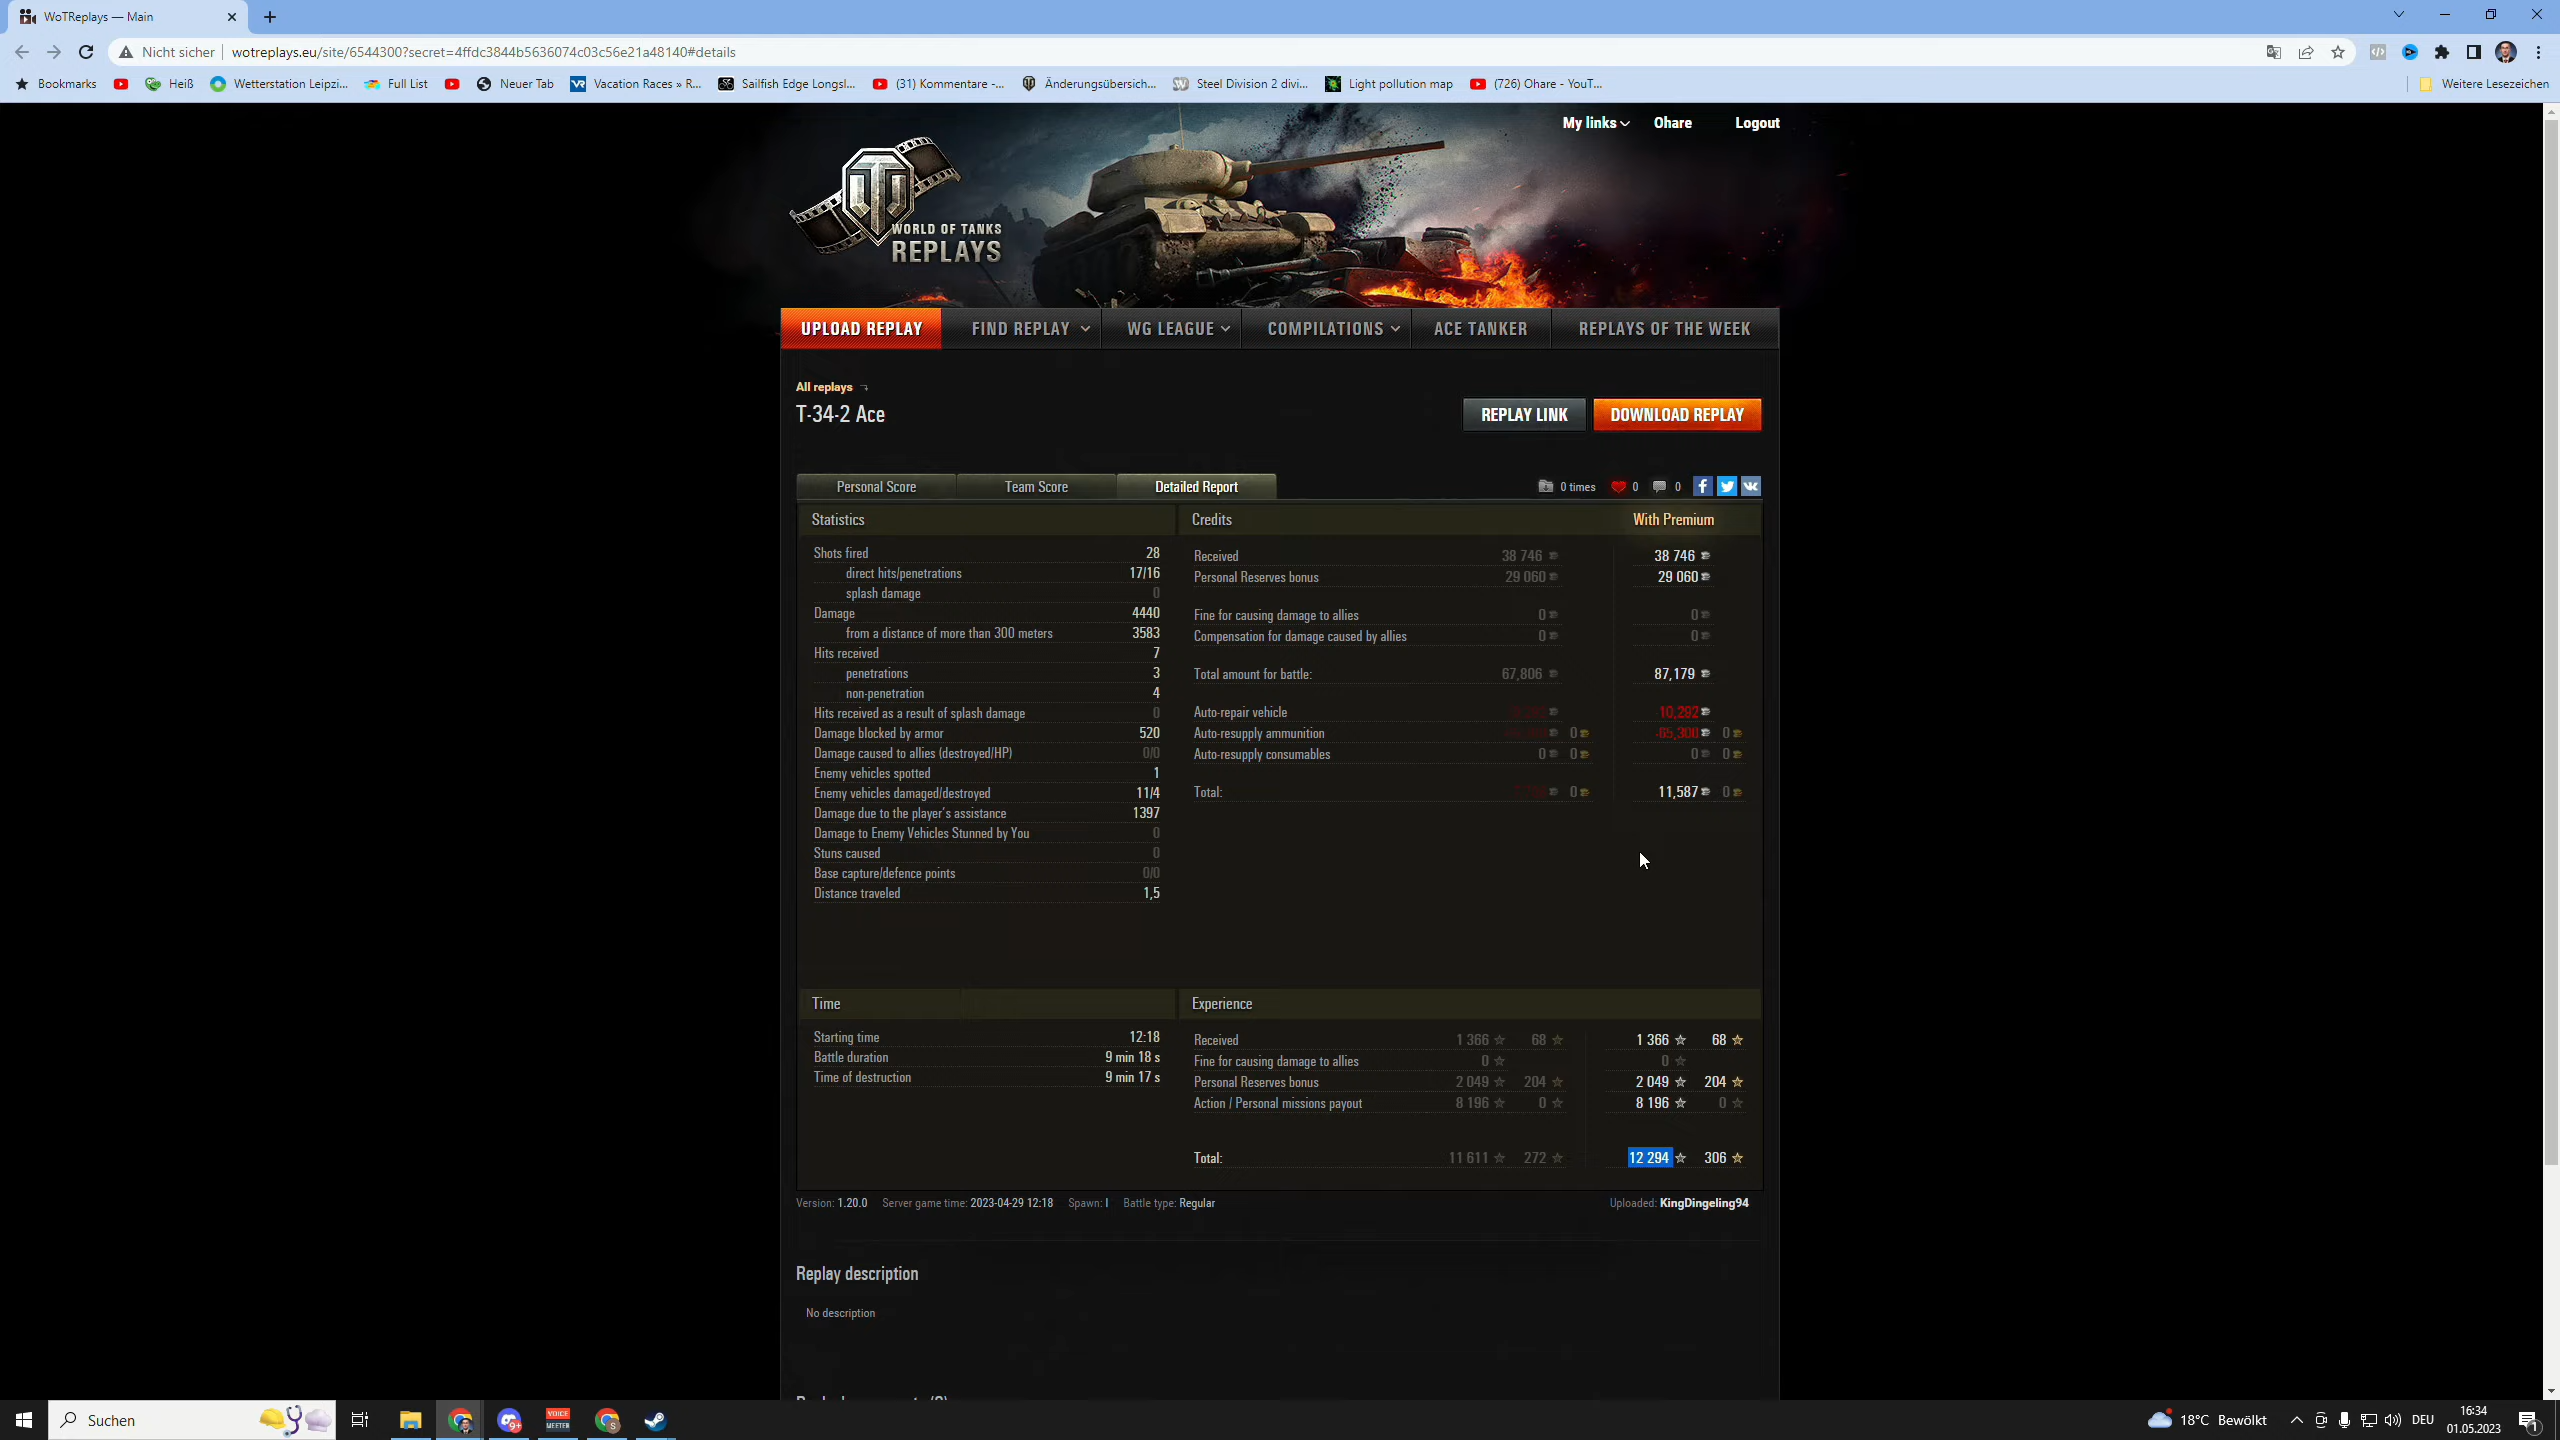 WoTReplays — Main
Nicht sicher
wotreplays.eu/site/6544300?secret=4ffdc3844b5636074c03c56e21a48140#details
Bookmarks
Heiß
Wetterstation Leipzi...
Full List
Neuer Tab
Vacation Races » R...
Sailfish Edge Longsl...
(31) Kommentare -...
Änderungsübersich...
Steel Division 2 divi...
Light pollution map
(726) Ohare - YouT...
Weitere Lesezeichen
My links Ohare Logout
WORLD OF TANKS
REPLAYS
UPLOAD REPLAY FIND REPLAY WG LEAGUE COMPILATIONS ACE TANKER REPLAYS OF THE WEEK
All replays
T-34-2 Ace
REPLAY LINK DOWNLOAD REPLAY
Personal Score Team Score Detailed Report 0 times 0 0
Statistics
Shots fired 28
direct hits/penetrations 17/16
splash damage 0
Damage 4440
from a distance of more than 300 meters 3583
Hits received 7
penetrations 3
non-penetration 4
Hits received as a result of splash damage 0
Damage blocked by armor 520
Damage caused to allies (destroyed/HP) 0/0
Enemy vehicles spotted 1
Enemy vehicles damaged/destroyed 11/4
Damage due to the player's assistance 1397
Damage to Enemy Vehicles Stunned by You 0
Stuns caused 0
Base capture/defence points 0/0
Distance traveled 1,5
Credits With Premium
Received 38 746 38 746
Personal Reserves bonus 29 060 29 060
Fine for causing damage to allies 0 0
Compensation for damage caused by allies 0 0
Total amount for battle: 67,806 87,179
Auto-repair vehicle -10,292
Auto-resupply ammunition 0 -65,300 0
Auto-resupply consumables 0 0 0 0
Total: 0 11,587 0
Time
Starting time 12:18
Battle duration 9 min 18 s
Time of destruction 9 min 17 s
Experience
Received 1 366 68 1 366 68
Fine for causing damage to allies 0 0
Personal Reserves bonus 2 049 204 2 049 204
Action / Personal missions payout 8 196 0 8 196 0
Total: 11 611 272 12 294 306
Version: 1.20.0 Server game time: 2023-04-29 12:18 Spawn: I Battle type: Regular Uploaded: KingDingeling94
Replay description
No description
Suchen
9+
VOICE
MEETER
18°C Bewölkt
DEU
16:34
01.05.2023
1